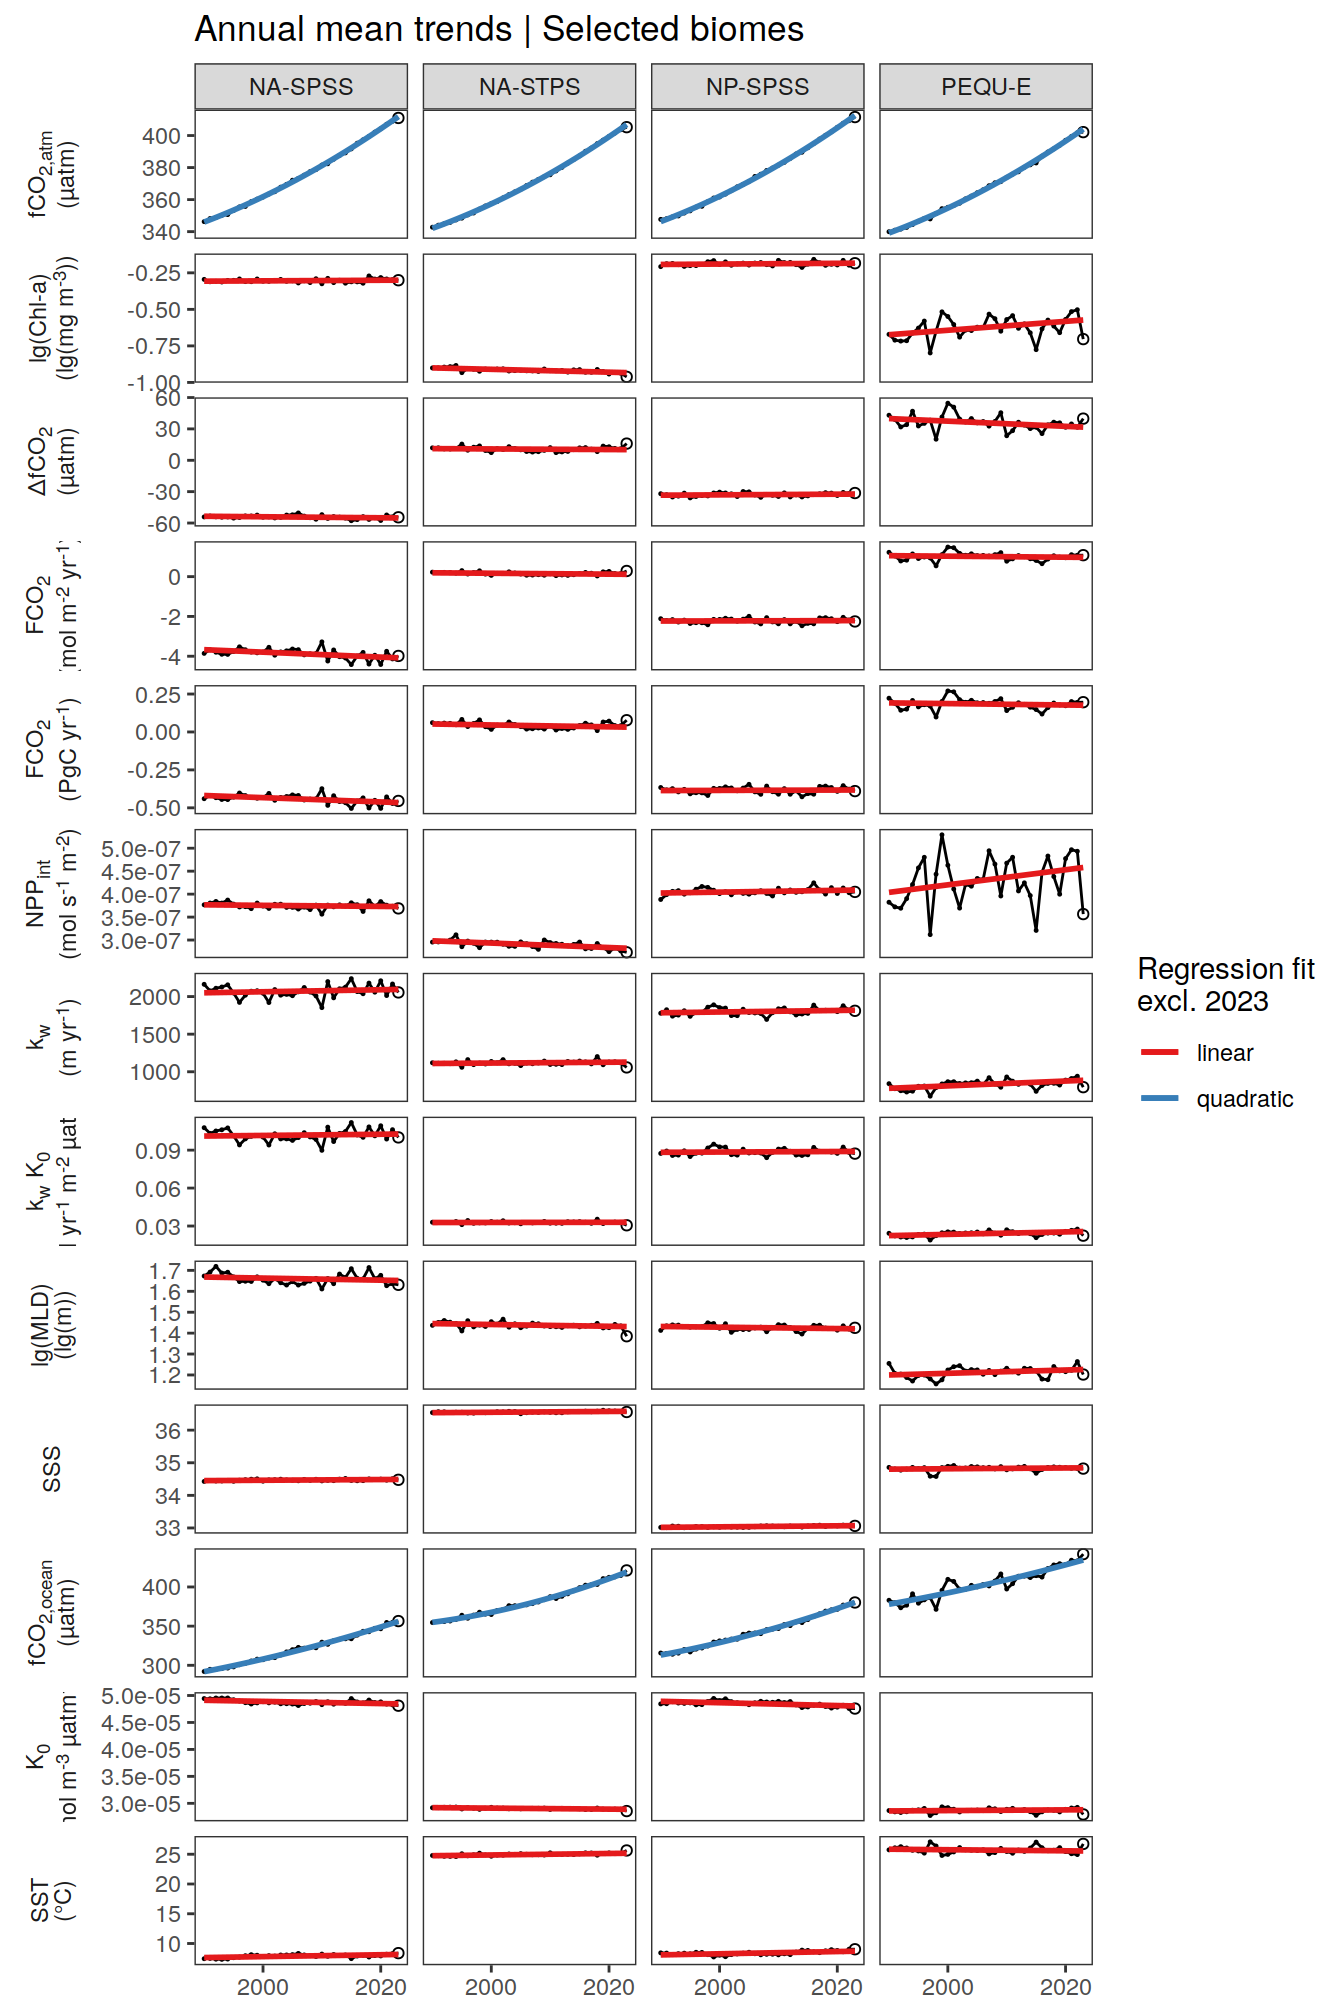 Annual mean trends | Selected biomes
NA-SPSS NA-STPS NP-SPSS PEQU-E
fCO2,atm
(µatm)
400
380
360
340
lg(Chl-a)
(lg(mg m-3))
-0.25
-0.50
-0.75
-1.00
ΔfCO2
(µatm)
60
30
0
-30
-60
FCO2
mol m-2 yr-1
0
-2
-4
FCO2
(PgC yr-1)
0.25
0.00
-0.25
-0.50
NPPint
(mol s-1 m-2)
5.0e-07
4.5e-07
4.0e-07
3.5e-07
3.0e-07
kw
(m yr-1)
2000
1500
1000
kw K0
yr-1 m-2 µat
0.09
0.06
0.03
lg(MLD)
(lg(m))
1.7
1.6
1.5
1.4
1.3
1.2
SSS
36
35
34
33
fCO2,ocean
(µatm)
400
350
300
K0
m-3 µatm
5.0e-05
4.5e-05
4.0e-05
3.5e-05
3.0e-05
SST
(°C)
25
20
15
10
2000 2020 2000 2020 2000 2020 2000 2020
Regression fit
excl. 2023
linear
quadratic